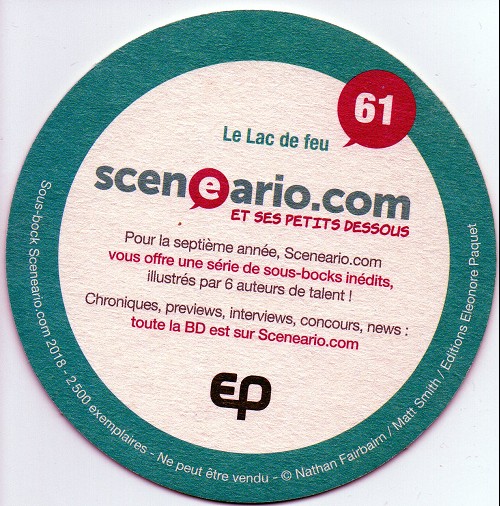 61
Le Lac de feu
sceneario.com
ET SES PETITS DESSOUS
Pour la septième année, Sceneario.com
vous offre une série de sous-bocks inédits,
illustrés par 6 auteurs de talent !
Chroniques, previews, interviews, concours, news :
toute la BD est sur Sceneario.com
EP
Sous-bock Sceneario.com 2018 - 2 500 exemplaires - Ne peut être vendu - © Nathan Fairbairn / Matt Smith / Editions Eleonore Paquet